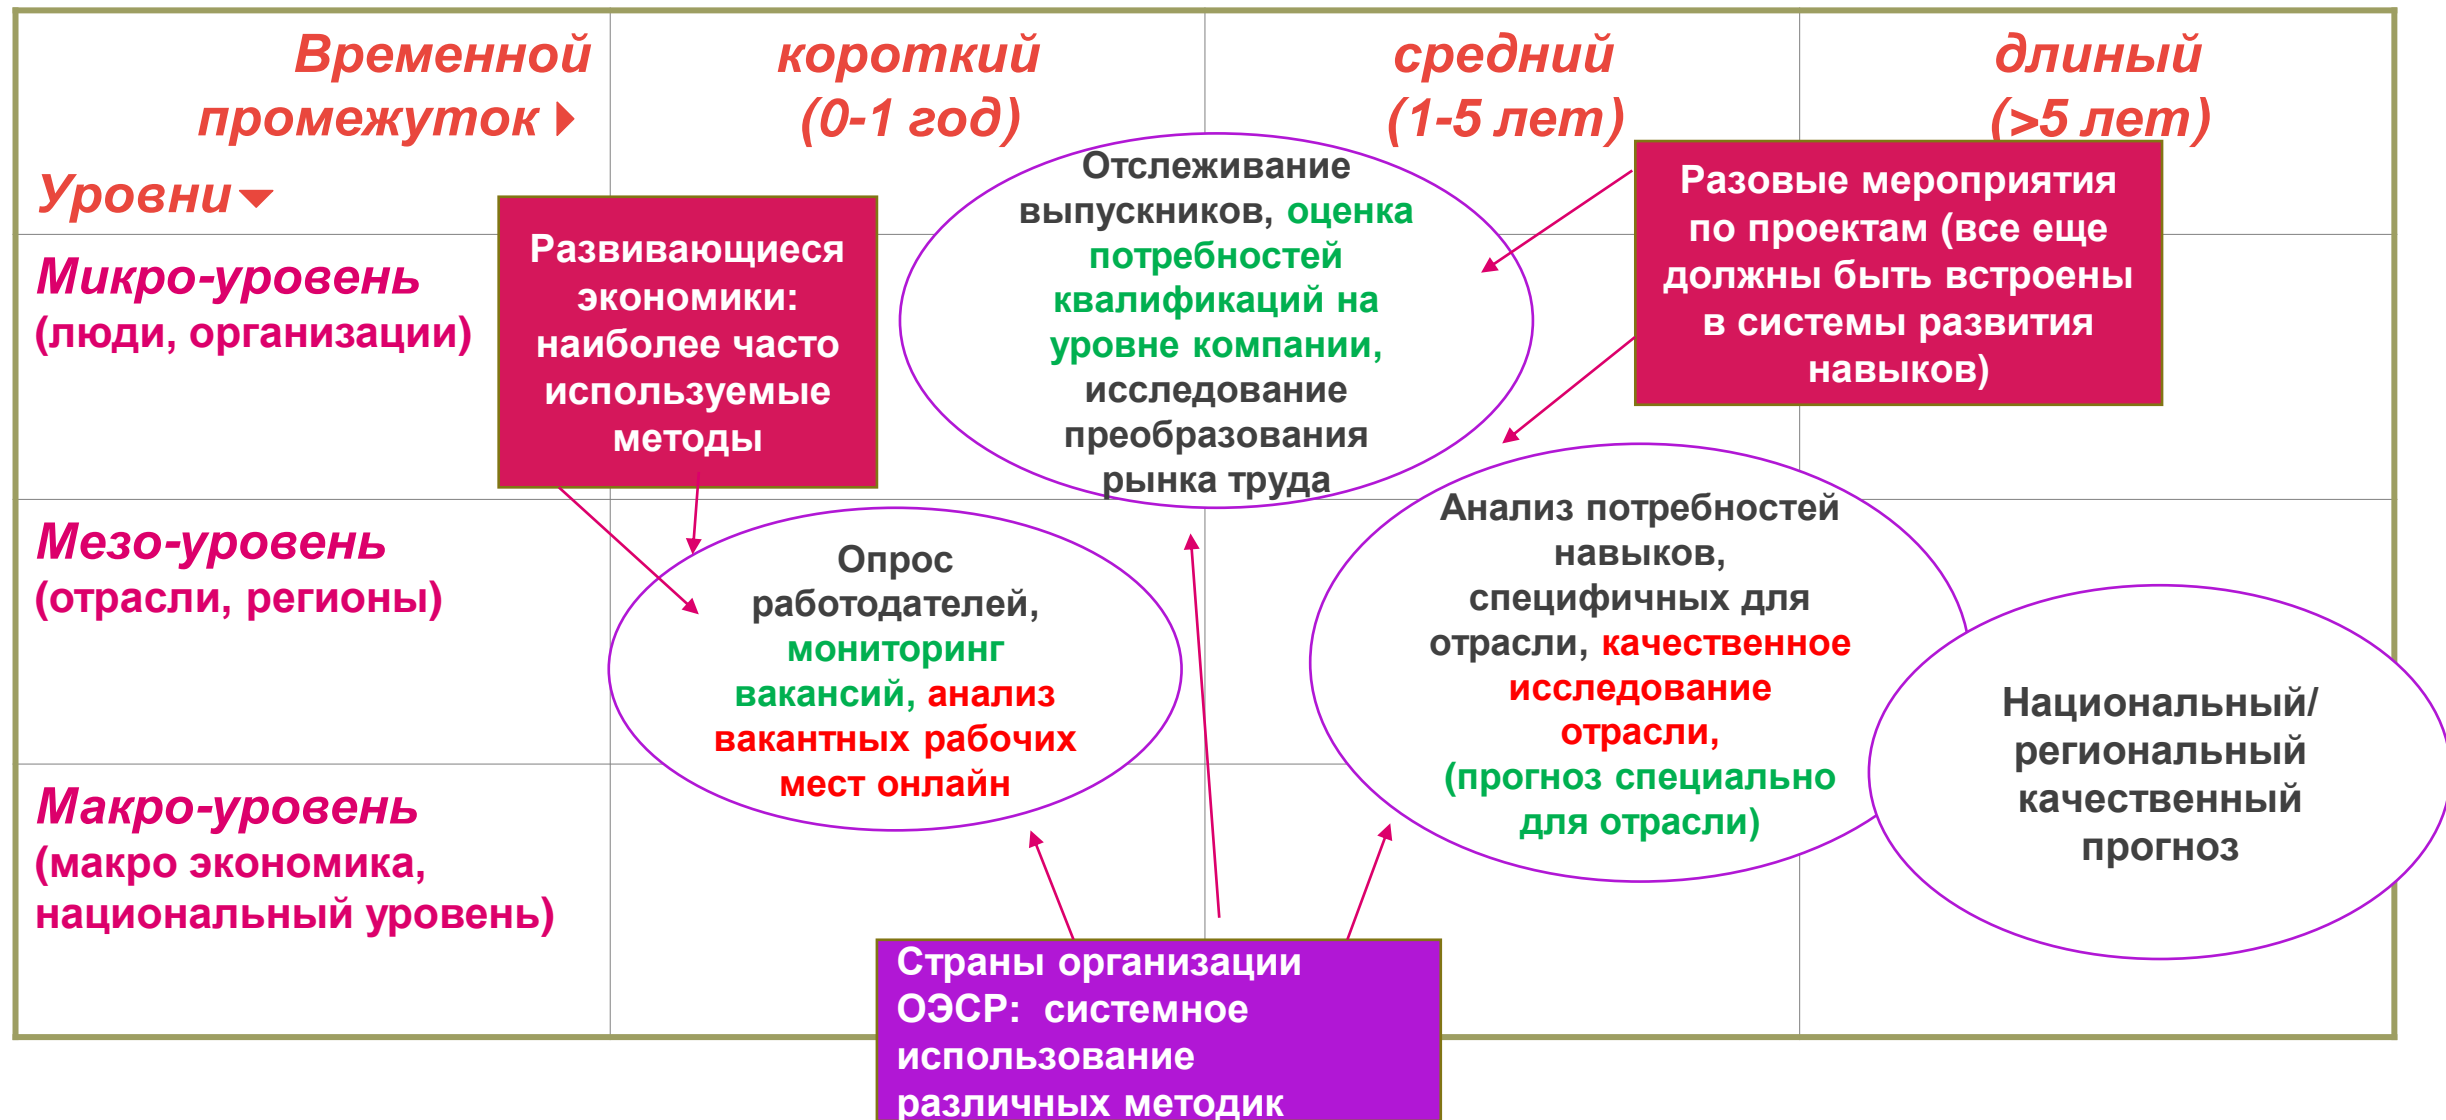 Временной
промежуток
Уровни
короткий
(0-1 год)
средний
(1-5 лет)
длиный
(>5 лет)
Микро-уровень
(люди, организации)
Мезо-уровень
(отрасли, регионы)
Макро-уровень
(макро экономика,
национальный уровень)
Развивающиеся
экономики:
наиболее часто
используемые
методы
Отслеживание
выпускников, оценка
потребностей
квалификаций на
уровне компании,
исследование
преобразования
рынка труда
Разовые мероприятия
по проектам (все еще
должны быть встроены
в системы развития
навыков)
Опрос
работодателей,
мониторинг
вакансий, анализ
вакантных рабочих
мест онлайн
Анализ потребностей
навыков,
специфичных для
отрасли, качественное
исследование
отрасли,
(прогноз специально
для отрасли)
Национальный/
региональный
качественный
прогноз
Страны организации
ОЭСР: системное
использование
различных методик